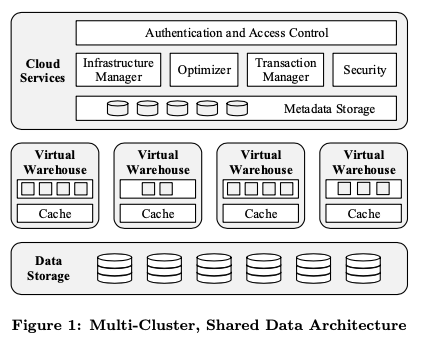 Authentication and Access Control
Cloud
Services
Infrastructure
Manager
Optimizer
Transaction
Manager
Security
Metadata Storage
Virtual
Warehouse
Cache
Virtual
Warehouse
Cache
Virtual
Warehouse
Cache
Virtual
Warehouse
Cache
Data
Storage
Figure 1: Multi-Cluster, Shared Data Architecture